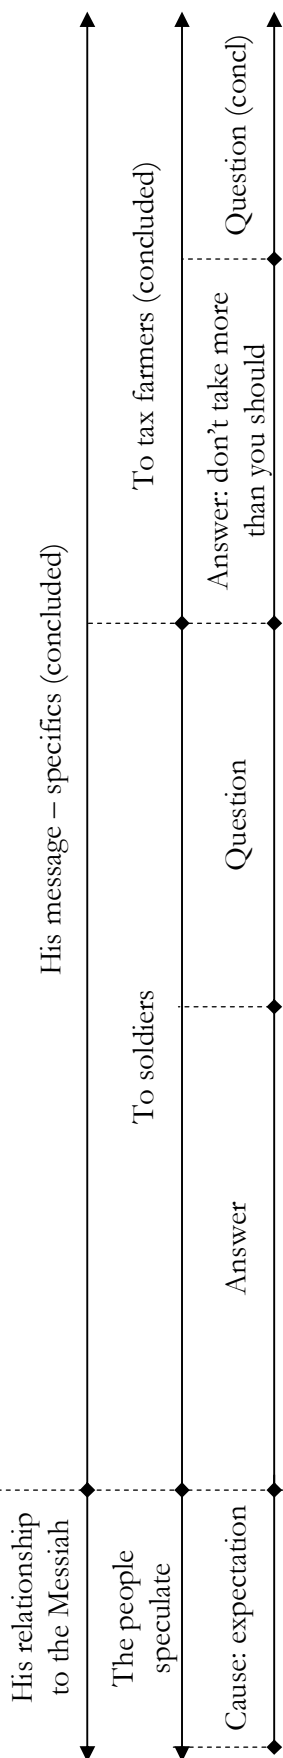 His relationship
to the Messiah
His message – specifics (concluded)
The people
speculate
To soldiers
To tax farmers (concluded)
Cause: expectation
Answer
Question
Answer: don’t take more
than you should
Question (concl)